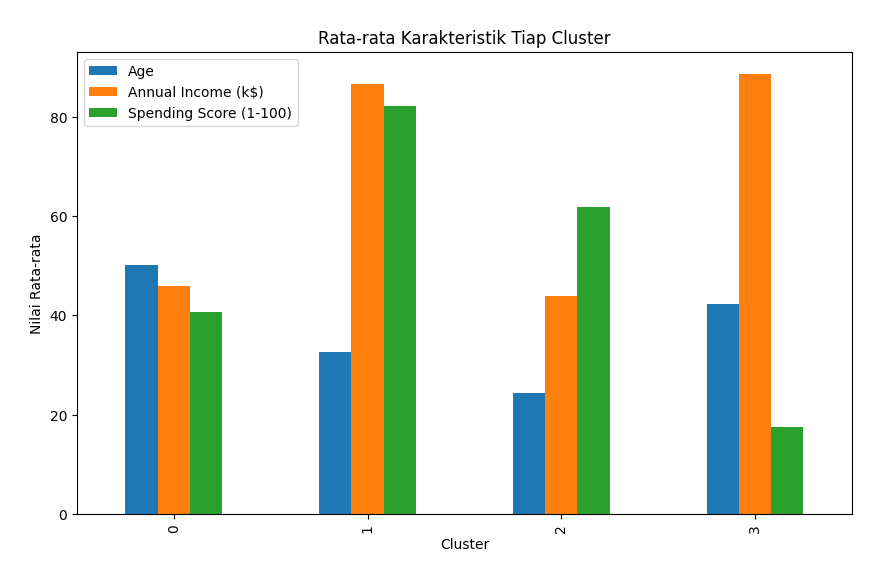 Rata-rata Karakteristik Tiap Cluster
Age
Annual Income (k$)
Spending Score (1-100)
Nilai Rata-rata
80
60
40
20
0
0
1
2
3
Cluster